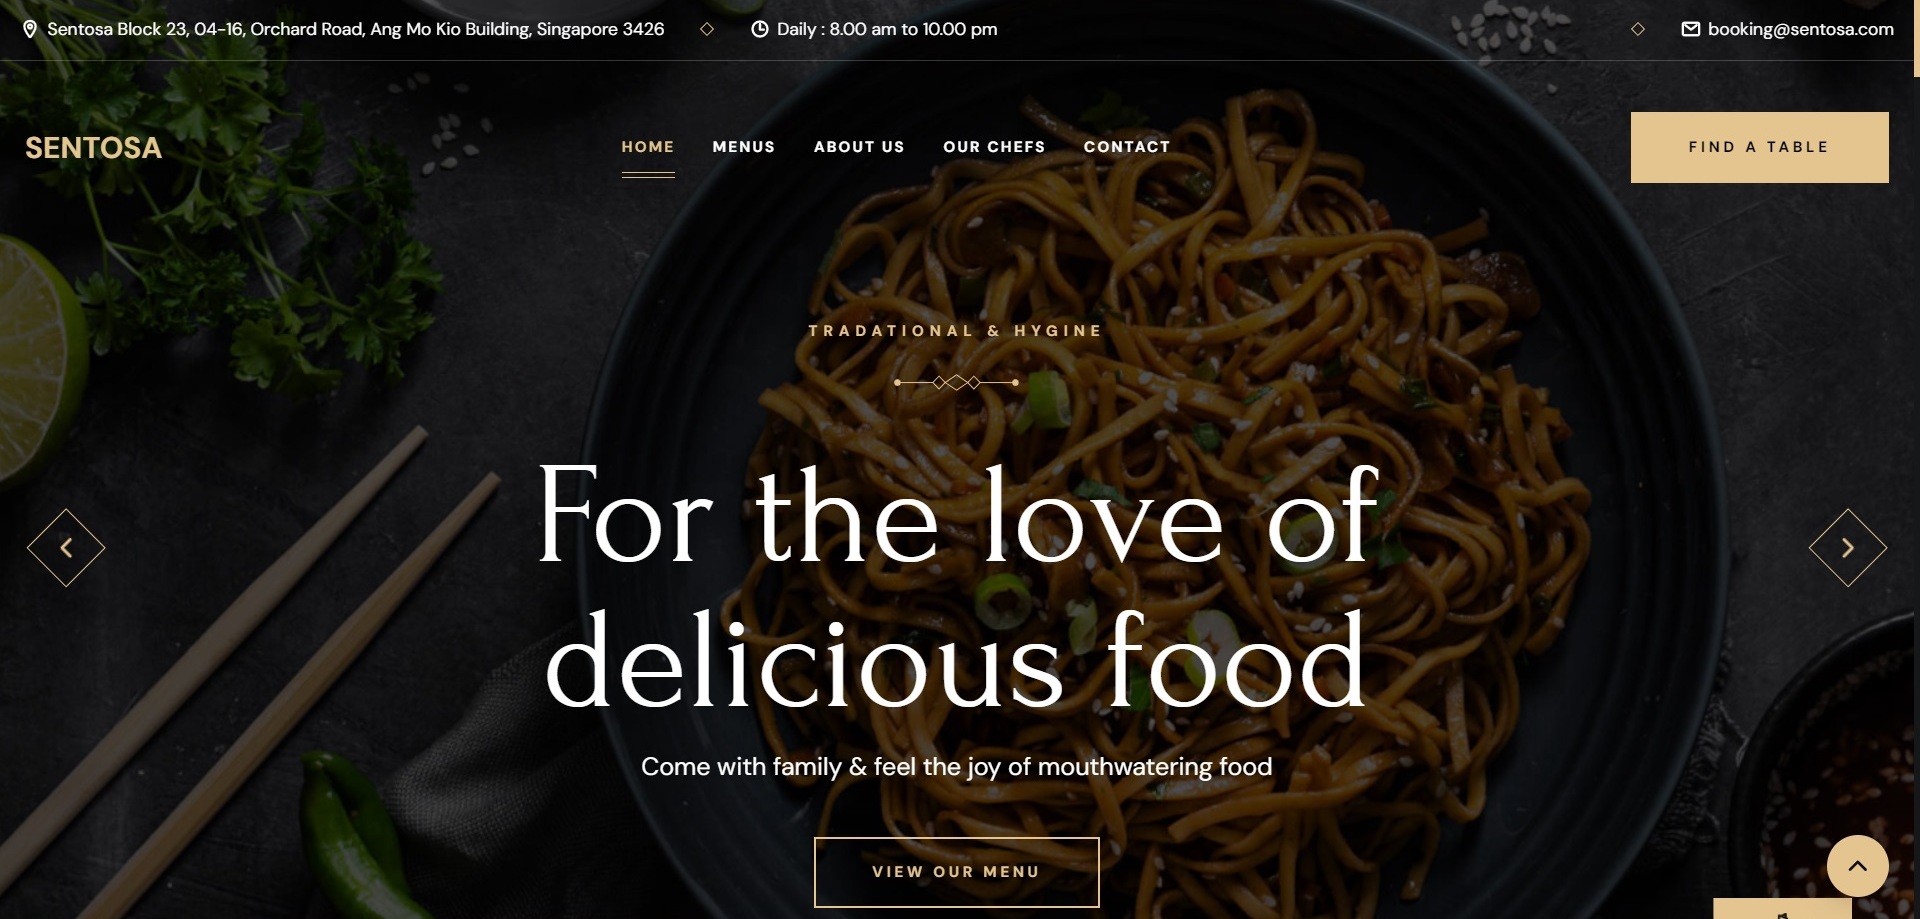 Sentosa Block 23, 04-16, Orchard Road, Ang Mo Kio Building, Singapore 3426
Daily : 8.00 am to 10.00 pm
booking@sentosa.com
SENTOSA
HOME
MENUS
ABOUT US
OUR CHEFS
CONTACT
FIND A TABLE
TRADATIONAL & HYGINE
For the love of
delicious food
Come with family & feel the joy of mouthwatering food
VIEW OUR MENU